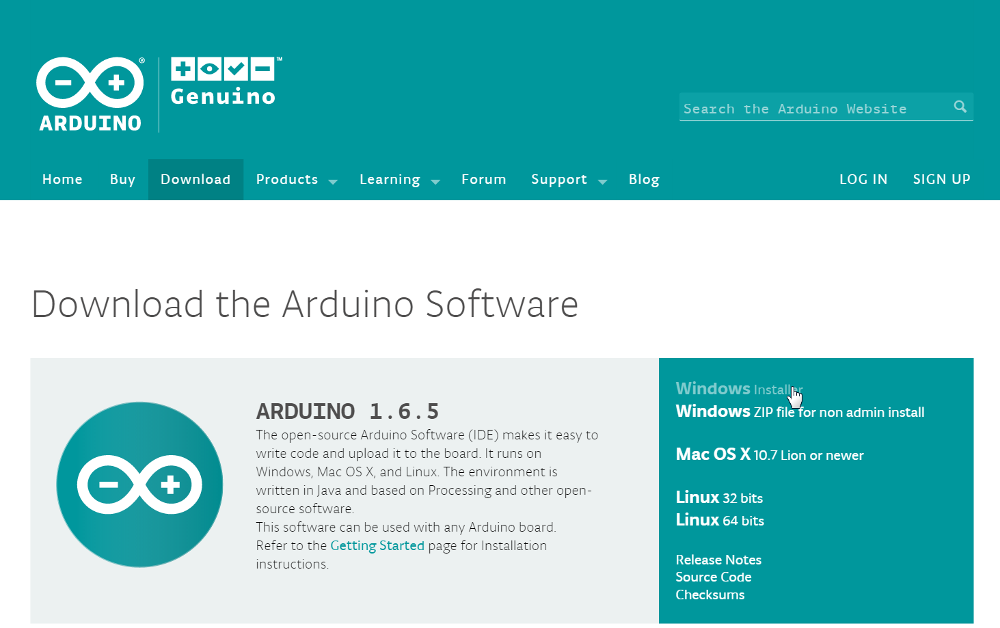 ARDUINO
®
Genuino
™
Search the Arduino Website
Home Buy Download Products Learning Forum Support Blog LOG IN SIGN UP
Download the Arduino Software
ARDUINO 1.6.5
The open-source Arduino Software (IDE) makes it easy to
write code and upload it to the board. It runs on
Windows, Mac OS X, and Linux. The environment is
written in Java and based on Processing and other open-
source software.
This software can be used with any Arduino board.
Refer to the Getting Started page for Installation
instructions.
Windows Installer
Windows ZIP file for non admin install
Mac OS X 10.7 Lion or newer
Linux 32 bits
Linux 64 bits
Release Notes
Source Code
Checksums